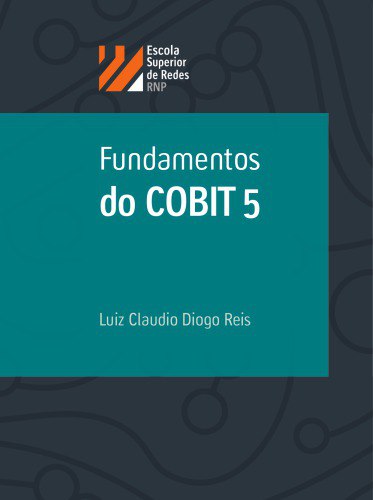 Escola
Superior
de Redes
RNP
Fundamentos
do COBIT 5
Luiz Claudio Diogo Reis